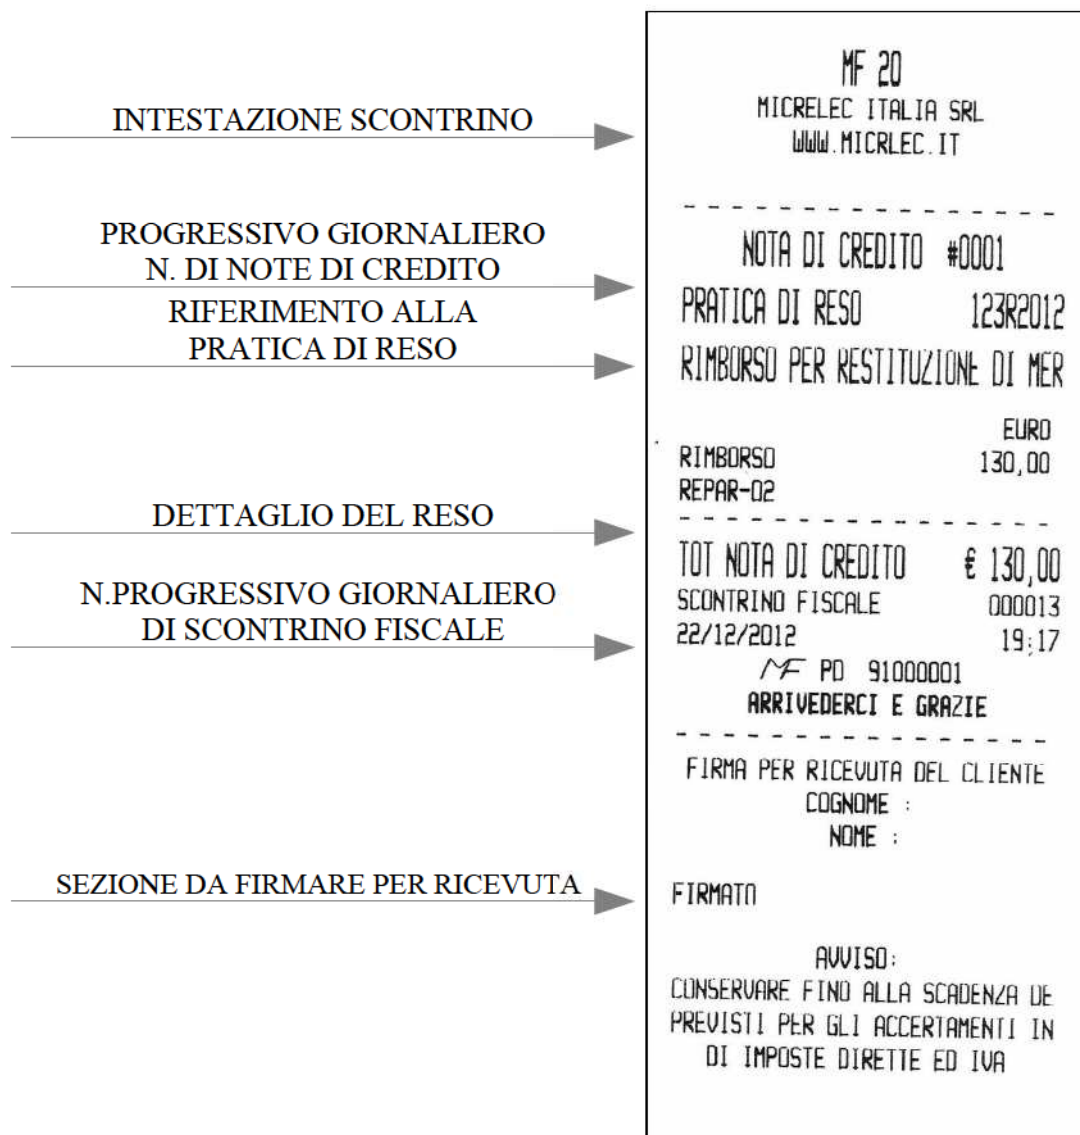 INTESTAZIONE SCONTRINO
PROGRESSIVO GIORNALIERO
N. DI NOTE DI CREDITO
RIFERIMENTO ALLA
PRATICA DI RESO
DETTAGLIO DEL RESO
N.PROGRESSIVO GIORNALIERO
DI SCONTRINO FISCALE
SEZIONE DA FIRMARE PER RICEVUTA
MF 20
MICRELEC ITALIA SRL
WWW.MICRLEC.IT
NOTA DI CREDITO #0001
PRATICA DI RESO 123R2012
RIMBORSO PER RESTITUZIONE DI MER
EURO
RIMBORSO 130,00
REPAR-02
TOT NOTA DI CREDITO € 130,00
SCONTRINO FISCALE 000013
22/12/2012 19:17
MF PD 91000001
ARRIVEDERCI E GRAZIE
FIRMA PER RICEVUTA DEL CLIENTE
COGNOME :
NOME :
FIRMATO
AVVISO:
CONSERVARE FINO ALLA SCADENZA DE
PREVISTI PER GLI ACCERTAMENTI IN
DI IMPOSTE DIRETTE ED IVA